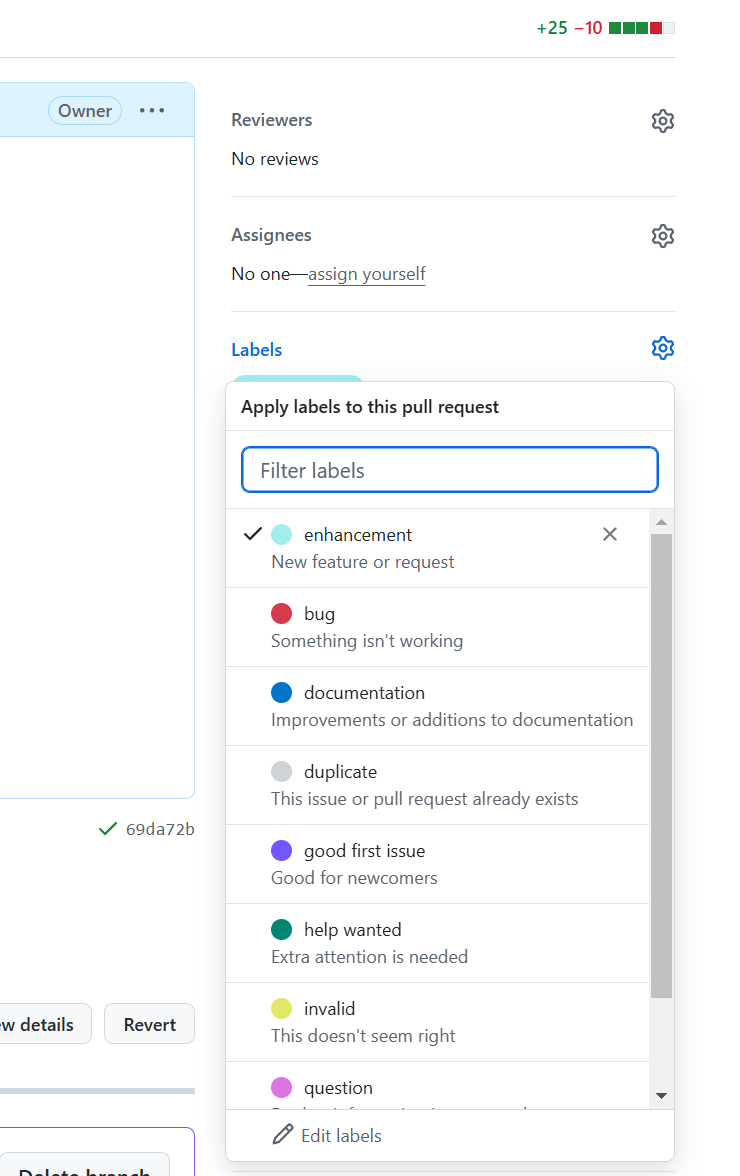 +25 −10
Owner
Reviewers
No reviews
Assignees
No one—assign yourself
Labels
Apply labels to this pull request
Filter labels
enhancement
New feature or request
bug
Something isn't working
documentation
Improvements or additions to documentation
duplicate
This issue or pull request already exists
69da72b
good first issue
Good for newcomers
help wanted
Extra attention is needed
details
Revert
invalid
This doesn't seem right
question
Edit labels
Delete branch